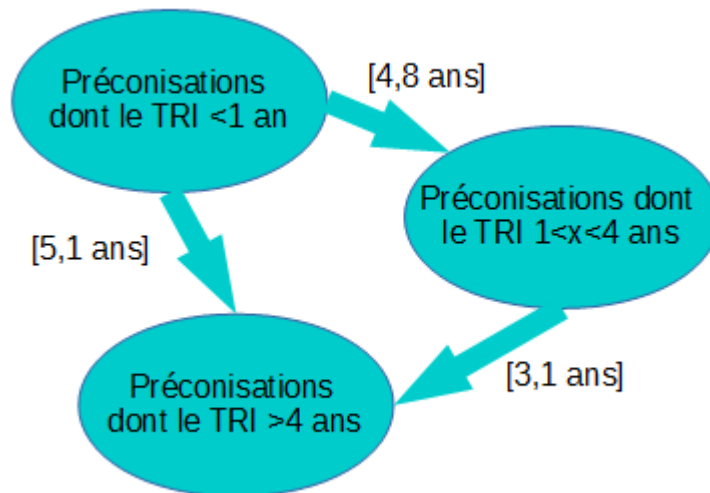 Préconisations
dont le TRI <1 an
[4,8 ans]
Préconisations dont
le TRI 1<x<4 ans
[5,1 ans]
[3,1 ans]
Préconisations
dont le TRI >4 ans